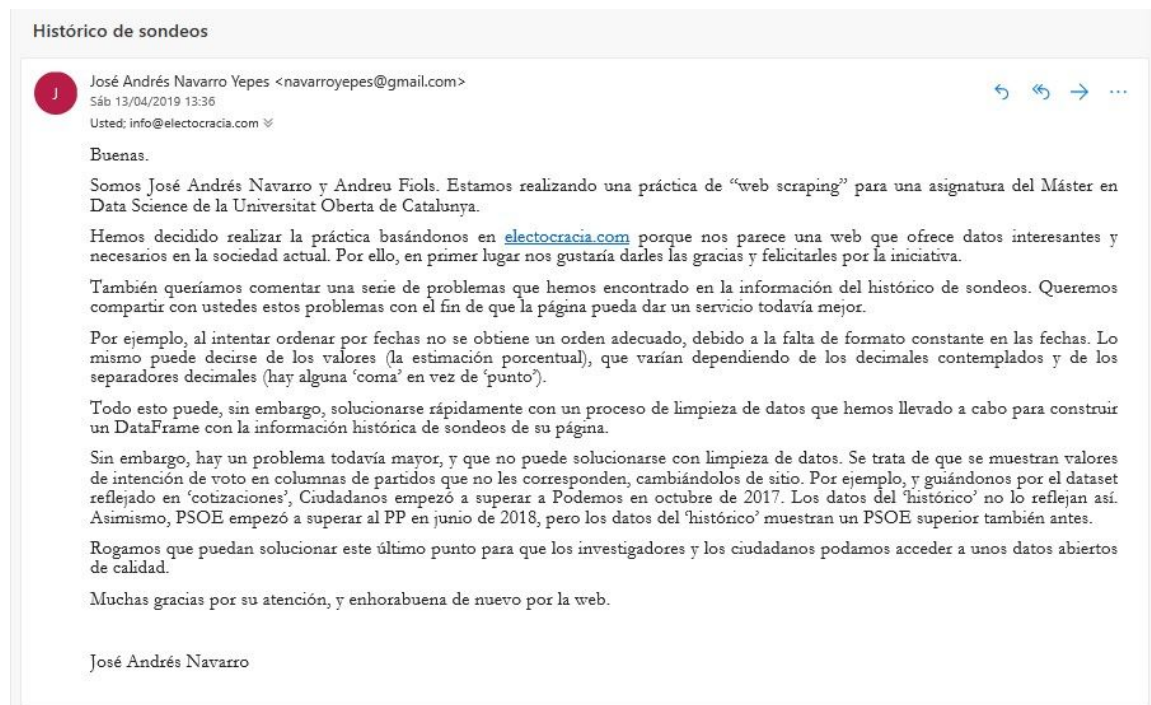 Histórico de sondeos
J
José Andrés Navarro Yepes <navarroyepes@gmail.com>
Sáb 13/04/2019 13:36
Usted; info@electocracia.com
Buenas.
Somos José Andrés Navarro y Andreu Fiols. Estamos realizando una práctica de “web scraping” para una asignatura del Máster en
Data Science de la Universitat Oberta de Catalunya.
Hemos decidido realizar la práctica basándonos en electocracia.com porque nos parece una web que ofrece datos interesantes y
necesarios en la sociedad actual. Por ello, en primer lugar nos gustaría darles las gracias y felicitarles por la iniciativa.
También queríamos comentar una serie de problemas que hemos encontrado en la información del histórico de sondeos. Queremos
compartir con ustedes estos problemas con el fin de que la página pueda dar un servicio todavía mejor.
Por ejemplo, al intentar ordenar por fechas no se obtiene un orden adecuado, debido a la falta de formato constante en las fechas. Lo
mismo puede decirse de los valores (la estimación porcentual), que varían dependiendo de los decimales contemplados y de los
separadores decimales (hay alguna ‘coma’ en vez de ‘punto’).
Todo esto puede, sin embargo, solucionarse rápidamente con un proceso de limpieza de datos que hemos llevado a cabo para construir
un DataFrame con la información histórica de sondeos de su página.
Sin embargo, hay un problema todavía mayor, y que no puede solucionarse con limpieza de datos. Se trata de que se muestran valores
de intención de voto en columnas de partidos que no les corresponden, cambiándolos de sitio. Por ejemplo, y guiándonos por el dataset
reflejado en ‘cotizaciones’, Ciudadanos empezó a superar a Podemos en octubre de 2017. Los datos del ‘histórico’ no lo reflejan así.
Asimismo, PSOE empezó a superar al PP en junio de 2018, pero los datos del ‘histórico’ muestran un PSOE superior también antes.
Rogamos que puedan solucionar este último punto para que los investigadores y los ciudadanos podamos acceder a unos datos abiertos
de calidad.
Muchas gracias por su atención, y enhorabuena de nuevo por la web.
José Andrés Navarro